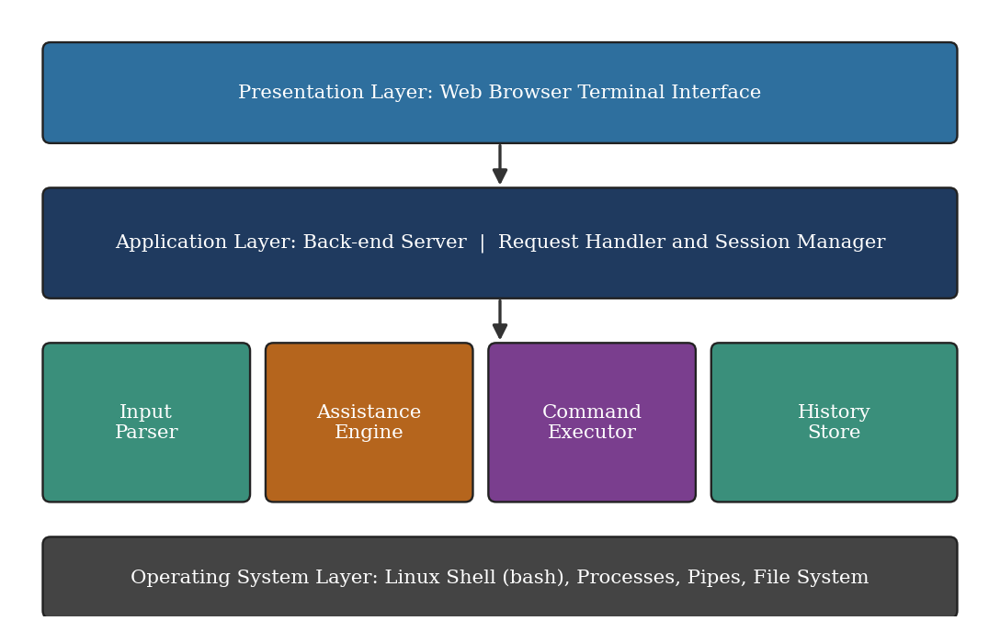 Presentation Layer: Web Browser Terminal Interface
Application Layer: Back-end Server | Request Handler and Session Manager
Input
Parser
Assistance
Engine
Command
Executor
History
Store
Operating System Layer: Linux Shell (bash), Processes, Pipes, File System